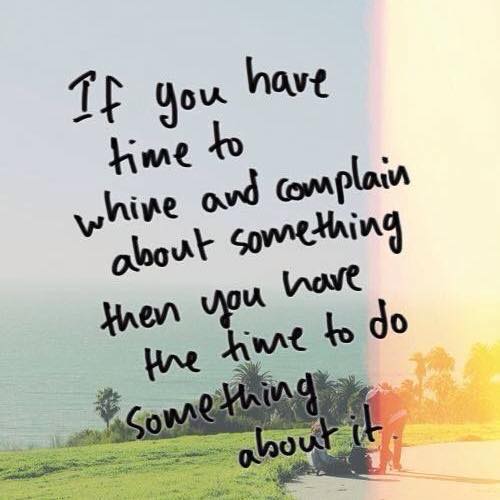 If you have
time to
whine and complain
about something
then you have
the time to do
something
about it.